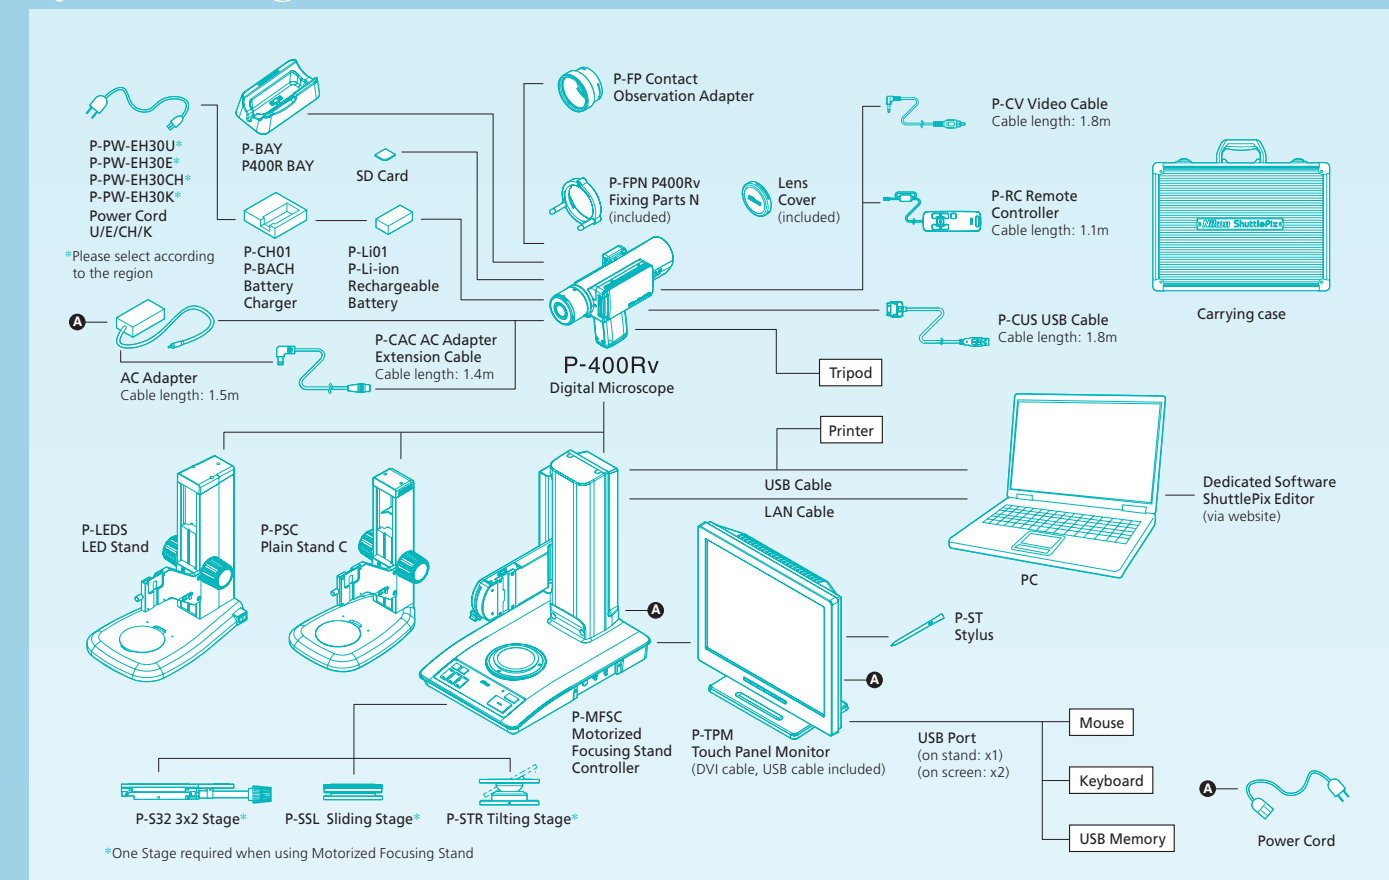 P-PW-EH30U*
P-PW-EH30E*
P-PW-EH30CH*
P-PW-EH30K*
Power Cord
U/E/CH/K
*Please select according
to the region
P-BAY
P400R BAY
SD Card
P-CH01
P-BACH
Battery
Charger
P-Li01
P-Li-ion
Rechargeable
Battery
P-FP Contact
Observation Adapter
P-FPN P400Rv
Fixing Parts N
(included)
Lens
Cover
(included)
P-CV Video Cable
Cable length: 1.8m
P-RC Remote
Controller
Cable length: 1.1m
P-CUS USB Cable
Cable length: 1.8m
Nikon ShuttlePix
Carrying case
A
AC Adapter
Cable length: 1.5m
P-CAC AC Adapter
Extension Cable
Cable length: 1.4m
P-400Rv
Digital Microscope
Tripod
Printer
USB Cable
LAN Cable
PC
Dedicated Software
ShuttlePix Editor
(via website)
P-LEDS
LED Stand
P-PSC
Plain Stand C
A
P-MFSC
Motorized
Focusing Stand
Controller
P-ST
Stylus
A
P-TPM
Touch Panel Monitor
(DVI cable, USB cable included)
USB Port
(on stand: x1)
(on screen: x2)
Mouse
Keyboard
USB Memory
A
Power Cord
P-S32 3x2 Stage*
P-SSL Sliding Stage*
P-STR Tilting Stage*
*One Stage required when using Motorized Focusing Stand